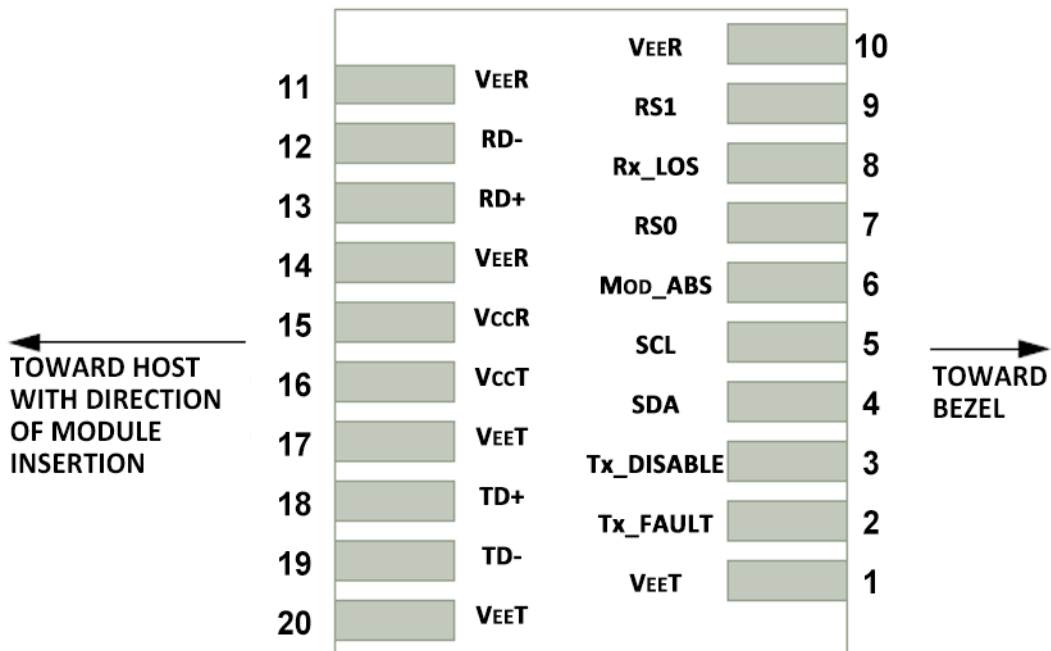 VEER 10
11 VEER
RS1 9
12 RD-
Rx_LOS 8
13 RD+
RS0 7
14 VEER
MOD_ABS 6
15 VCCR
SCL 5
TOWARD HOST
WITH DIRECTION
OF MODULE
INSERTION
TOWARD
BEZEL
16 VCCT
SDA 4
17 VEET
Tx_DISABLE 3
18 TD+
Tx_FAULT 2
19 TD-
VEET 1
20 VEET